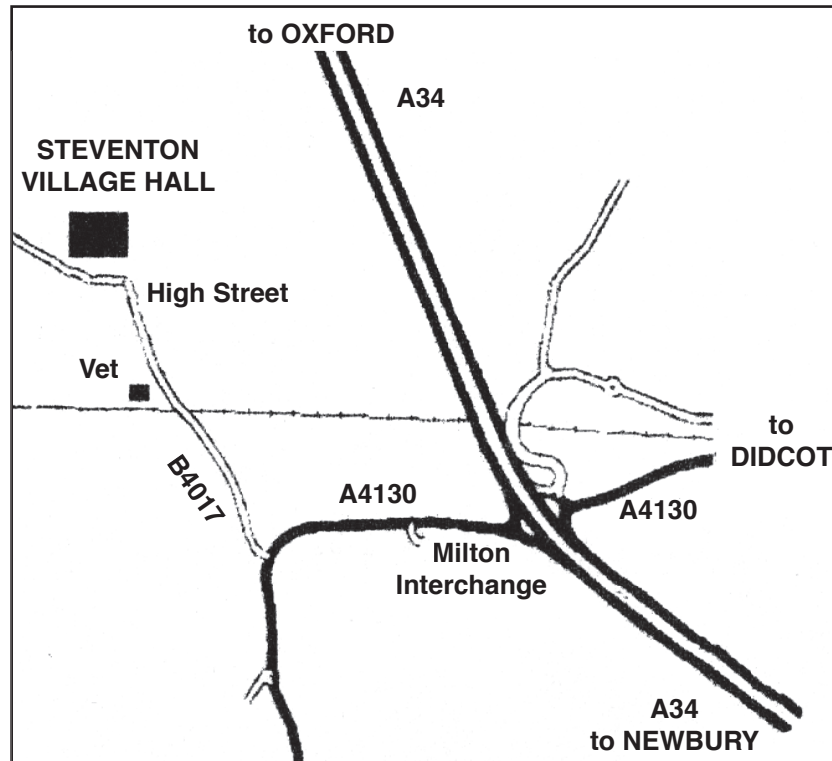 to OXFORD
A34
STEVENTON
VILLAGE HALL
High Street
Vet
to
DIDCOT
B4017
A4130
A4130
Milton
Interchange
A34
to NEWBURY